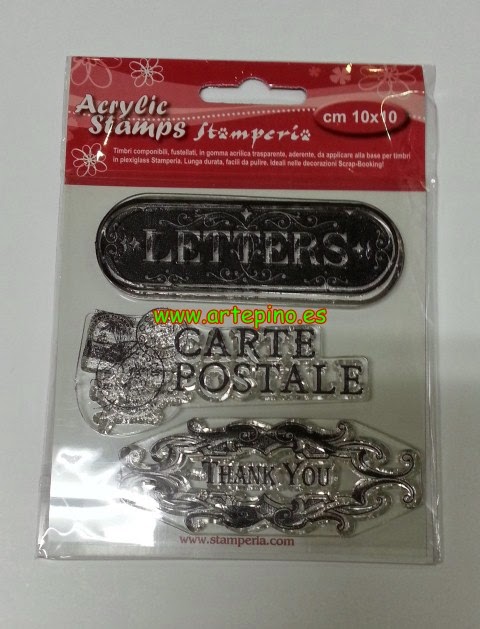 Acrylic
Stamps Stamperia
cm 10x10
Timbri componibili, fustellati, in gomma acrilica trasparente, aderente, da applicare alla base per timbri
in plexiglass Stamperia. Lunga durata, facili da pulire. Ideali nelle decorazioni Scrap-Booking!
LETTERS
www.artepino.es
CARTE
POSTALE
THANK YOU
www.stamperia.com